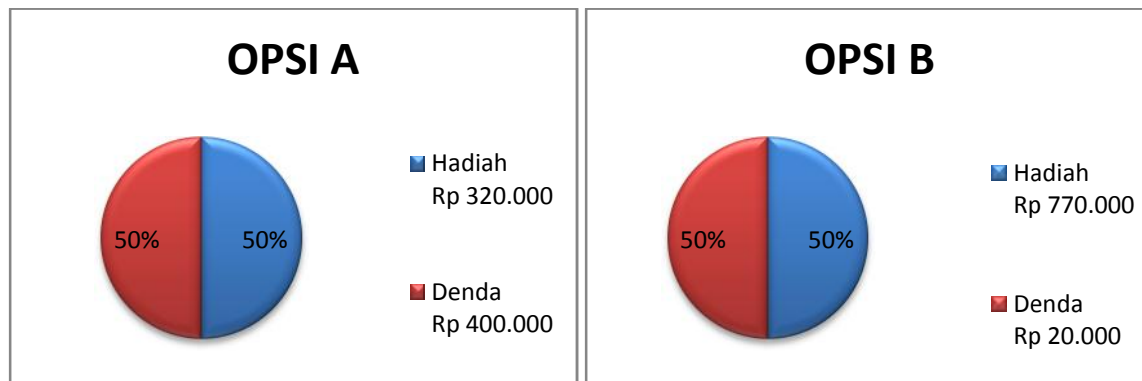 OPSI A
50%
50%
Hadiah
Rp 320.000
Denda
Rp 400.000
OPSI B
50%
50%
Hadiah
Rp 770.000
Denda
Rp 20.000